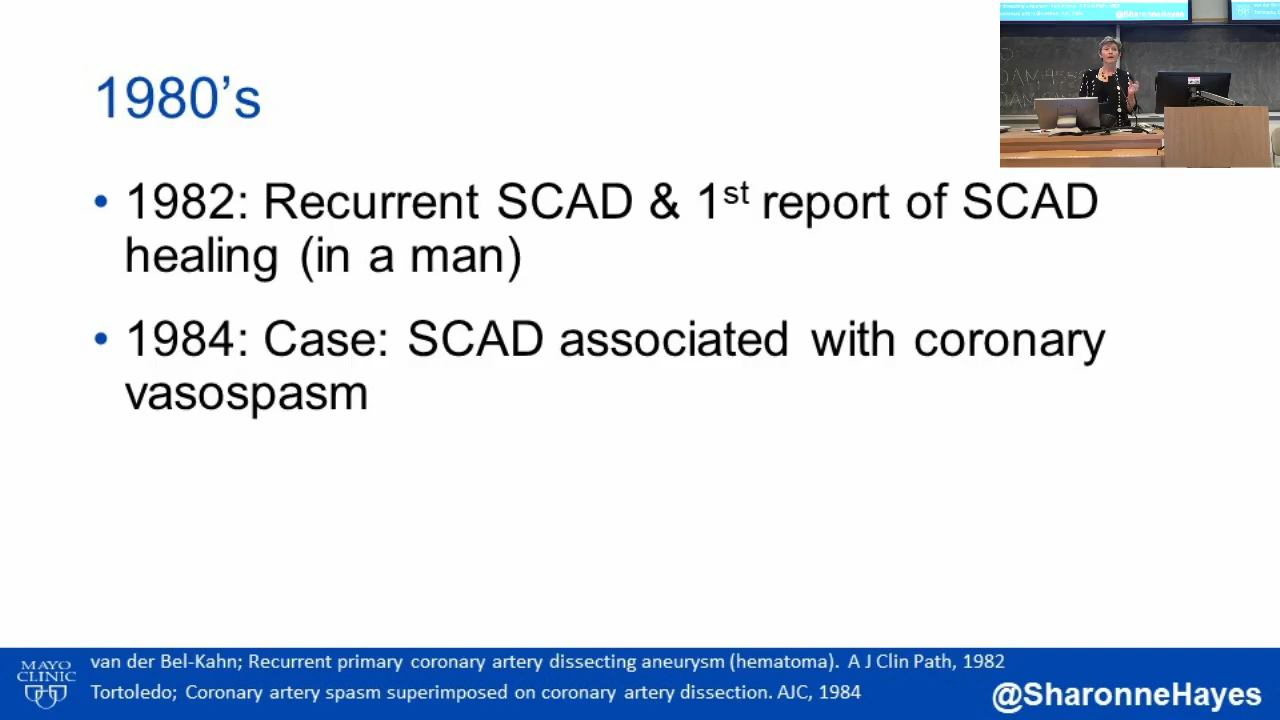 @SharonneHayes
1980's
• 1982: Recurrent SCAD & 1st report of SCAD
healing (in a man)
• 1984: Case: SCAD associated with coronary
vasospasm
MAYO
CLINIC
van der Bel-Kahn; Recurrent primary coronary artery dissecting aneurysm (hematoma). A J Clin Path, 1982
Tortoledo; Coronary artery spasm superimposed on coronary artery dissection. AJC, 1984
@SharonneHayes